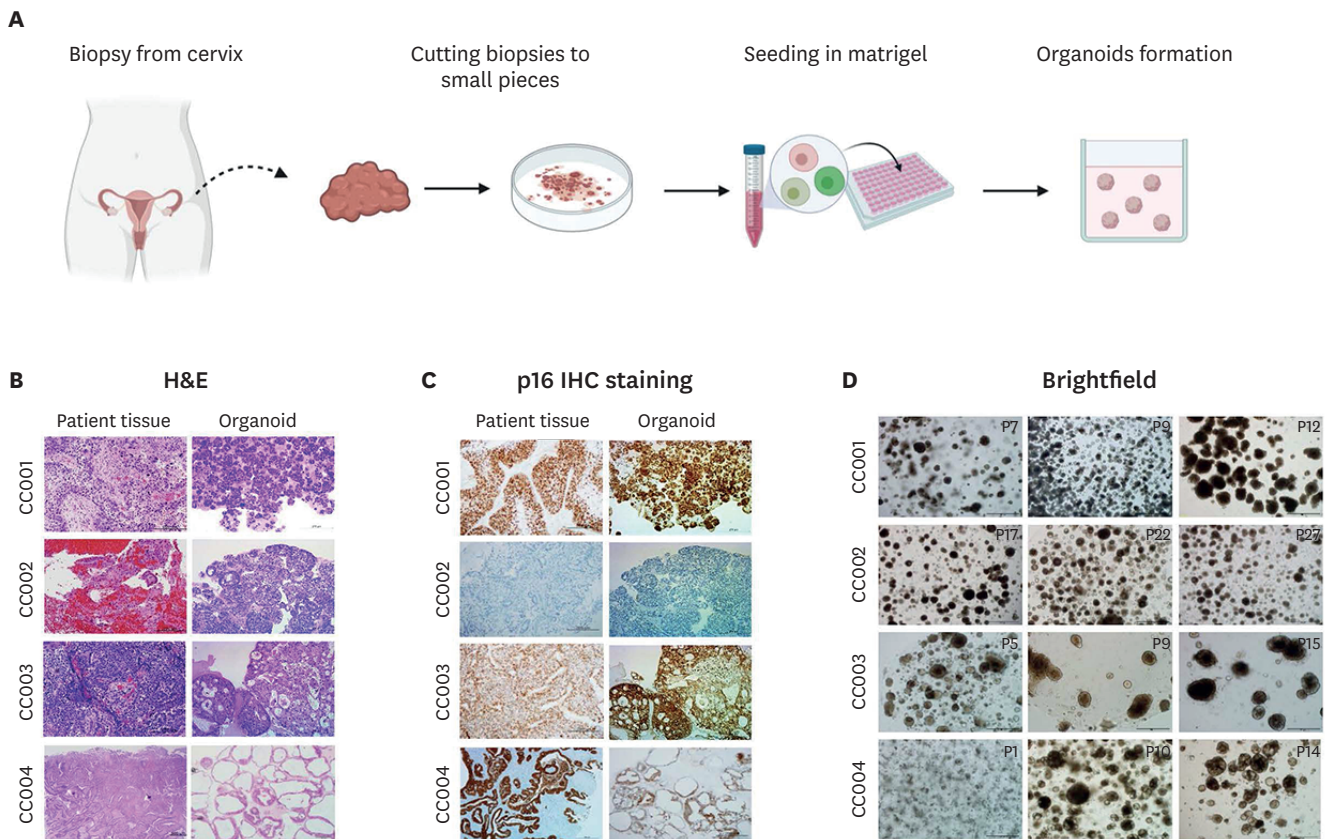 A
Biopsy from cervix
Cutting biopsies to
small pieces
Seeding in matrigel
Organoids formation
B
H&E
Patient tissue
Organoid
CC001
CC002
CC003
CC004
C
p16 IHC staining
Patient tissue
Organoid
CC001
CC002
CC003
CC004
D
Brightfield
CC001
P7
P9
P12
CC002
P17
P22
P27
CC003
P5
P9
P15
CC004
P1
P10
P14